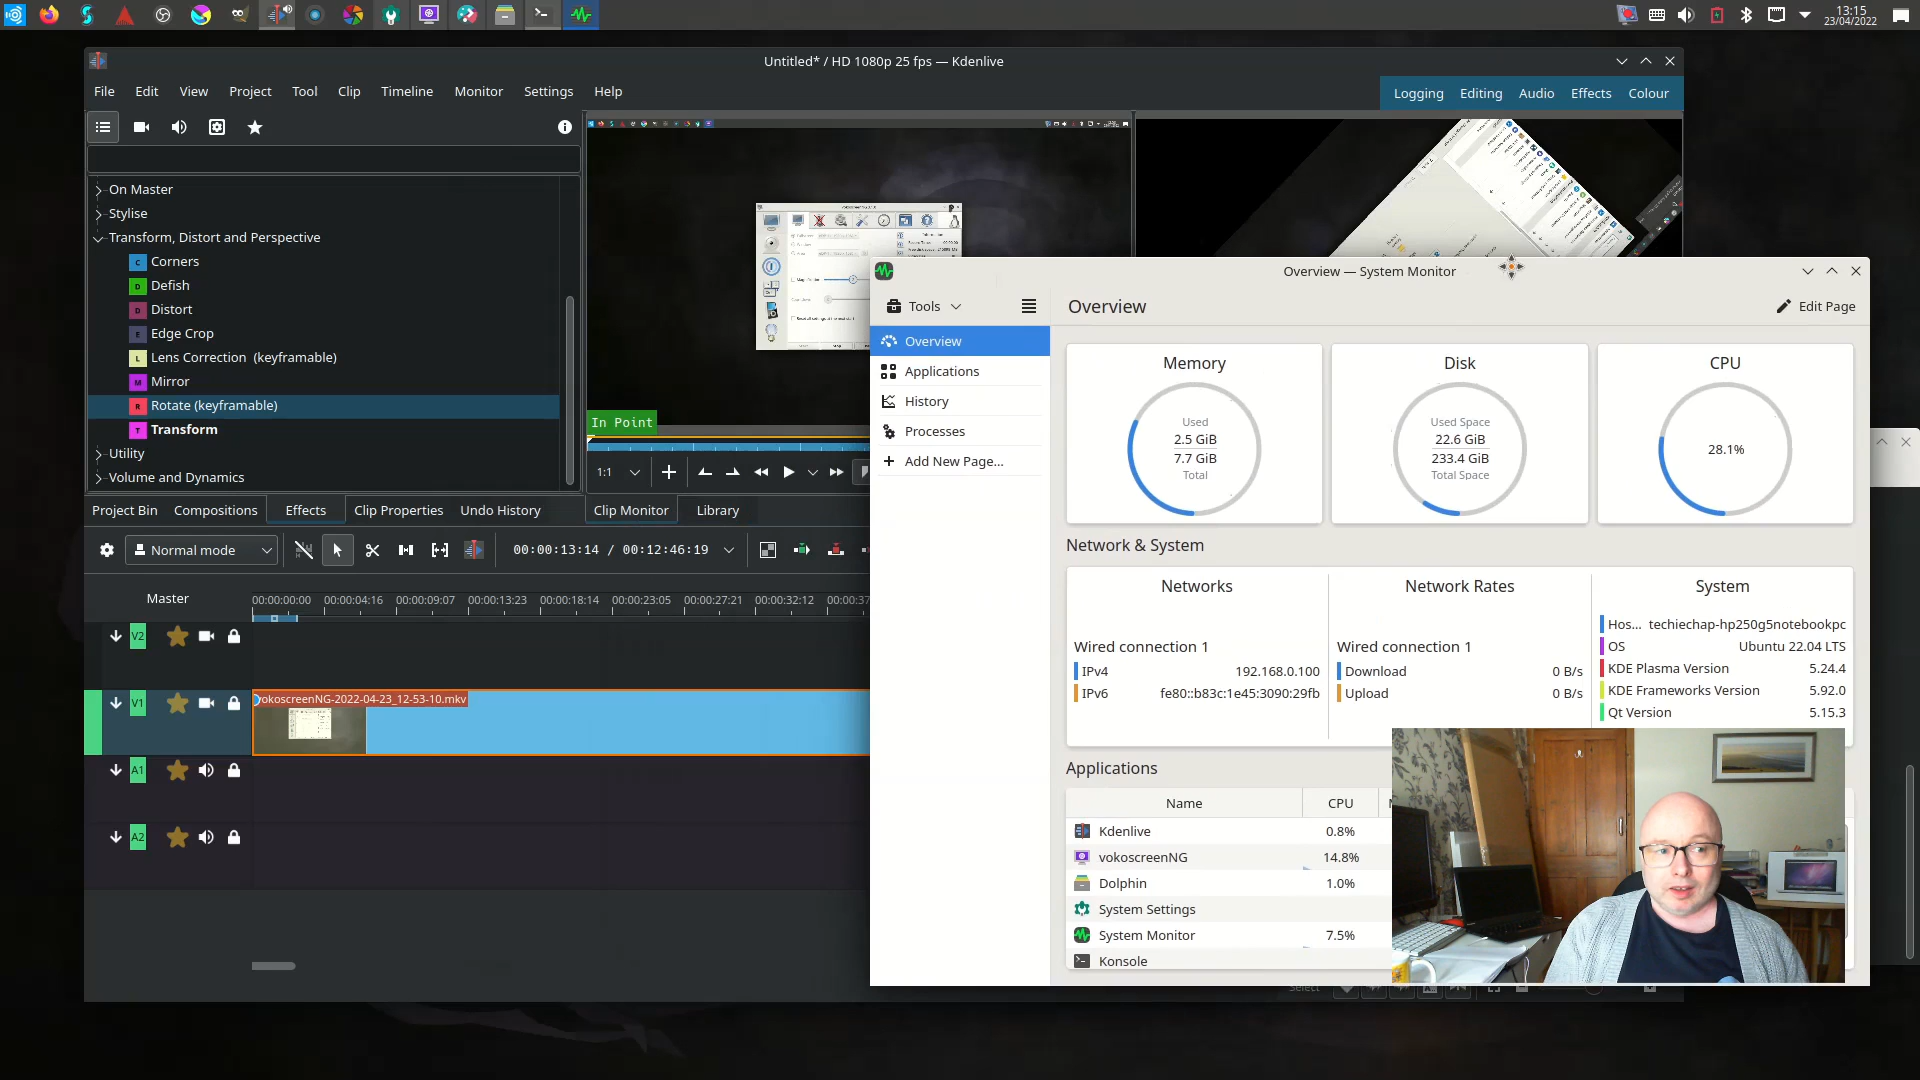 13:15
23/04/2022
Untitled* / HD 1080p 25 fps — Kdenlive
File Edit View Project Tool Clip Timeline Monitor Settings Help
Logging Editing Audio Effects Colour
On Master
Stylise
Transform, Distort and Perspective
C Corners
D Defish
D Distort
E Edge Crop
L Lens Correction (keyframable)
M Mirror
R Rotate (keyframable)
T Transform
Utility
Volume and Dynamics
In Point
1:1
Project Bin Compositions Effects Clip Properties Undo History
Clip Monitor Library
Normal mode
00:00:13:14 / 00:12:46:19
Master
00:00:00:00 00:00:04:16 00:00:09:07 00:00:13:23 00:00:18:14 00:00:23:05 00:00:27:21 00:00:32:12 00:00:37
V2
V1
vokoscreenNG-2022-04-23_12-53-10.mkv
A1
A2
Overview — System Monitor
Tools
Overview
Edit Page
Overview
Applications
History
Processes
Add New Page...
Memory
Used
2.5 GiB
7.7 GiB
Total
Disk
Used Space
22.6 GiB
233.4 GiB
Total Space
CPU
28.1%
Network & System
Networks
Wired connection 1
IPv4 192.168.0.100
IPv6 fe80::b83c:1e45:3090:29fb
Network Rates
Wired connection 1
Download 0 B/s
Upload 0 B/s
System
Hos... techiechap-hp250g5notebookpc
OS Ubuntu 22.04 LTS
KDE Plasma Version 5.24.4
KDE Frameworks Version 5.92.0
Qt Version 5.15.3
Applications
Name CPU
Kdenlive 0.8%
vokoscreenNG 14.8%
Dolphin 1.0%
System Settings
System Monitor 7.5%
Konsole
Select